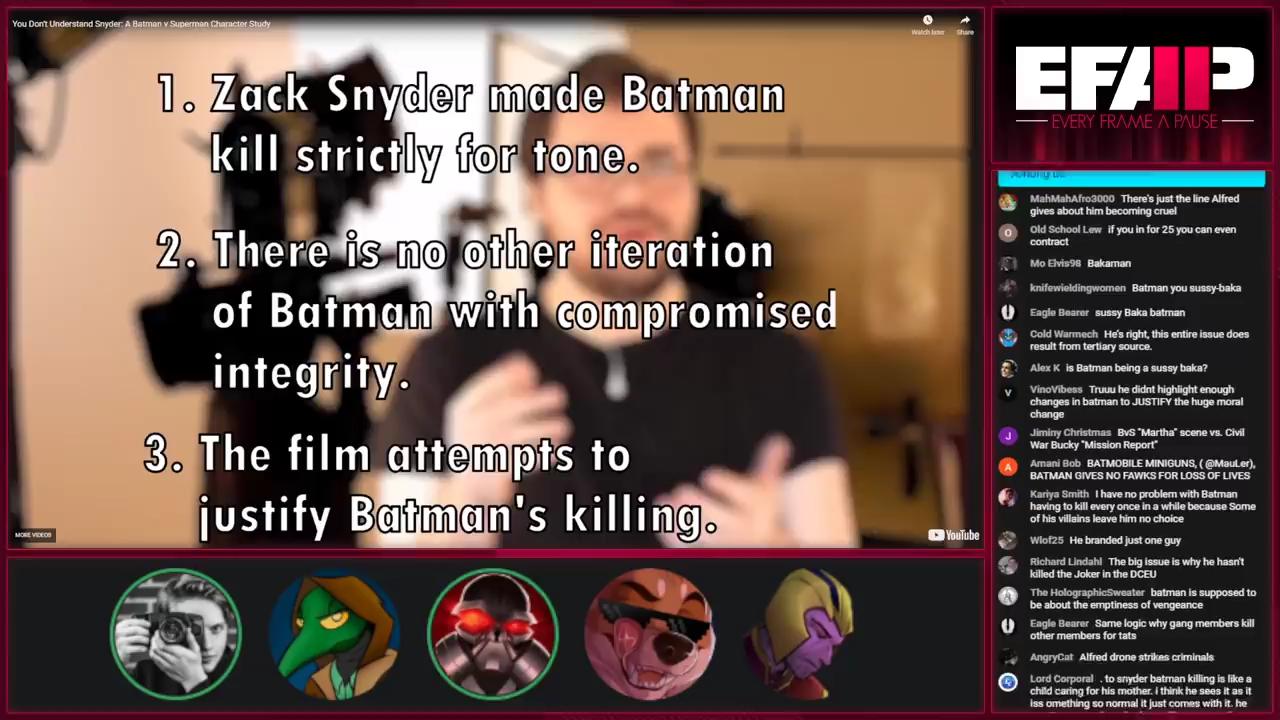 You Don't Understand Snyder: A Batman v Superman Character Study
Watch later
Share
1. Zack Snyder made Batman
kill strictly for tone.
2. There is no other iteration
of Batman with compromised
integrity.
3. The film attempts to
justify Batman's killing.
MORE VIDEOS
YouTube
EFAP
EVERY FRAME A PAUSE
MahMahAfro3000 There's just the line Alfred
gives about him becoming cruel
Old School Lew if you in for 25 you can even
contract
Mo Elvis98 Bakaman
knifewieldingwomen Batman you sussy-baka
Eagle Bearer sussy Baka batman
Cold Warmech He's right, this entire issue does
result from tertiary source.
Alex K is Batman being a sussy baka?
VinoVibess Truuu he didnt highlight enough
changes in batman to JUSTIFY the huge moral
change
Jiminy Christmas BvS "Martha" scene vs. Civil
War Bucky "Mission Report"
Amani Bob BATMOBILE MINIGUNS, ( @MauLer),
BATMAN GIVES NO FAWKS FOR LOSS OF LIVES
Kariya Smith I have no problem with Batman
having to kill every once in a while because Some
of his villains leave him no choice
Wlof25 He branded just one guy
Richard Lindahl The big issue is why he hasn't
killed the Joker in the DCEU
The HolographicSweater batman is supposed to
be about the emptiness of vengeance
Eagle Bearer Same logic why gang members kill
other members for tats
AngryCat Alfred drone strikes criminals
Lord Corporal . to snyder batman killing is like a
child caring for his mother. i think he sees it as it
iss omething so normal it just comes with it. he